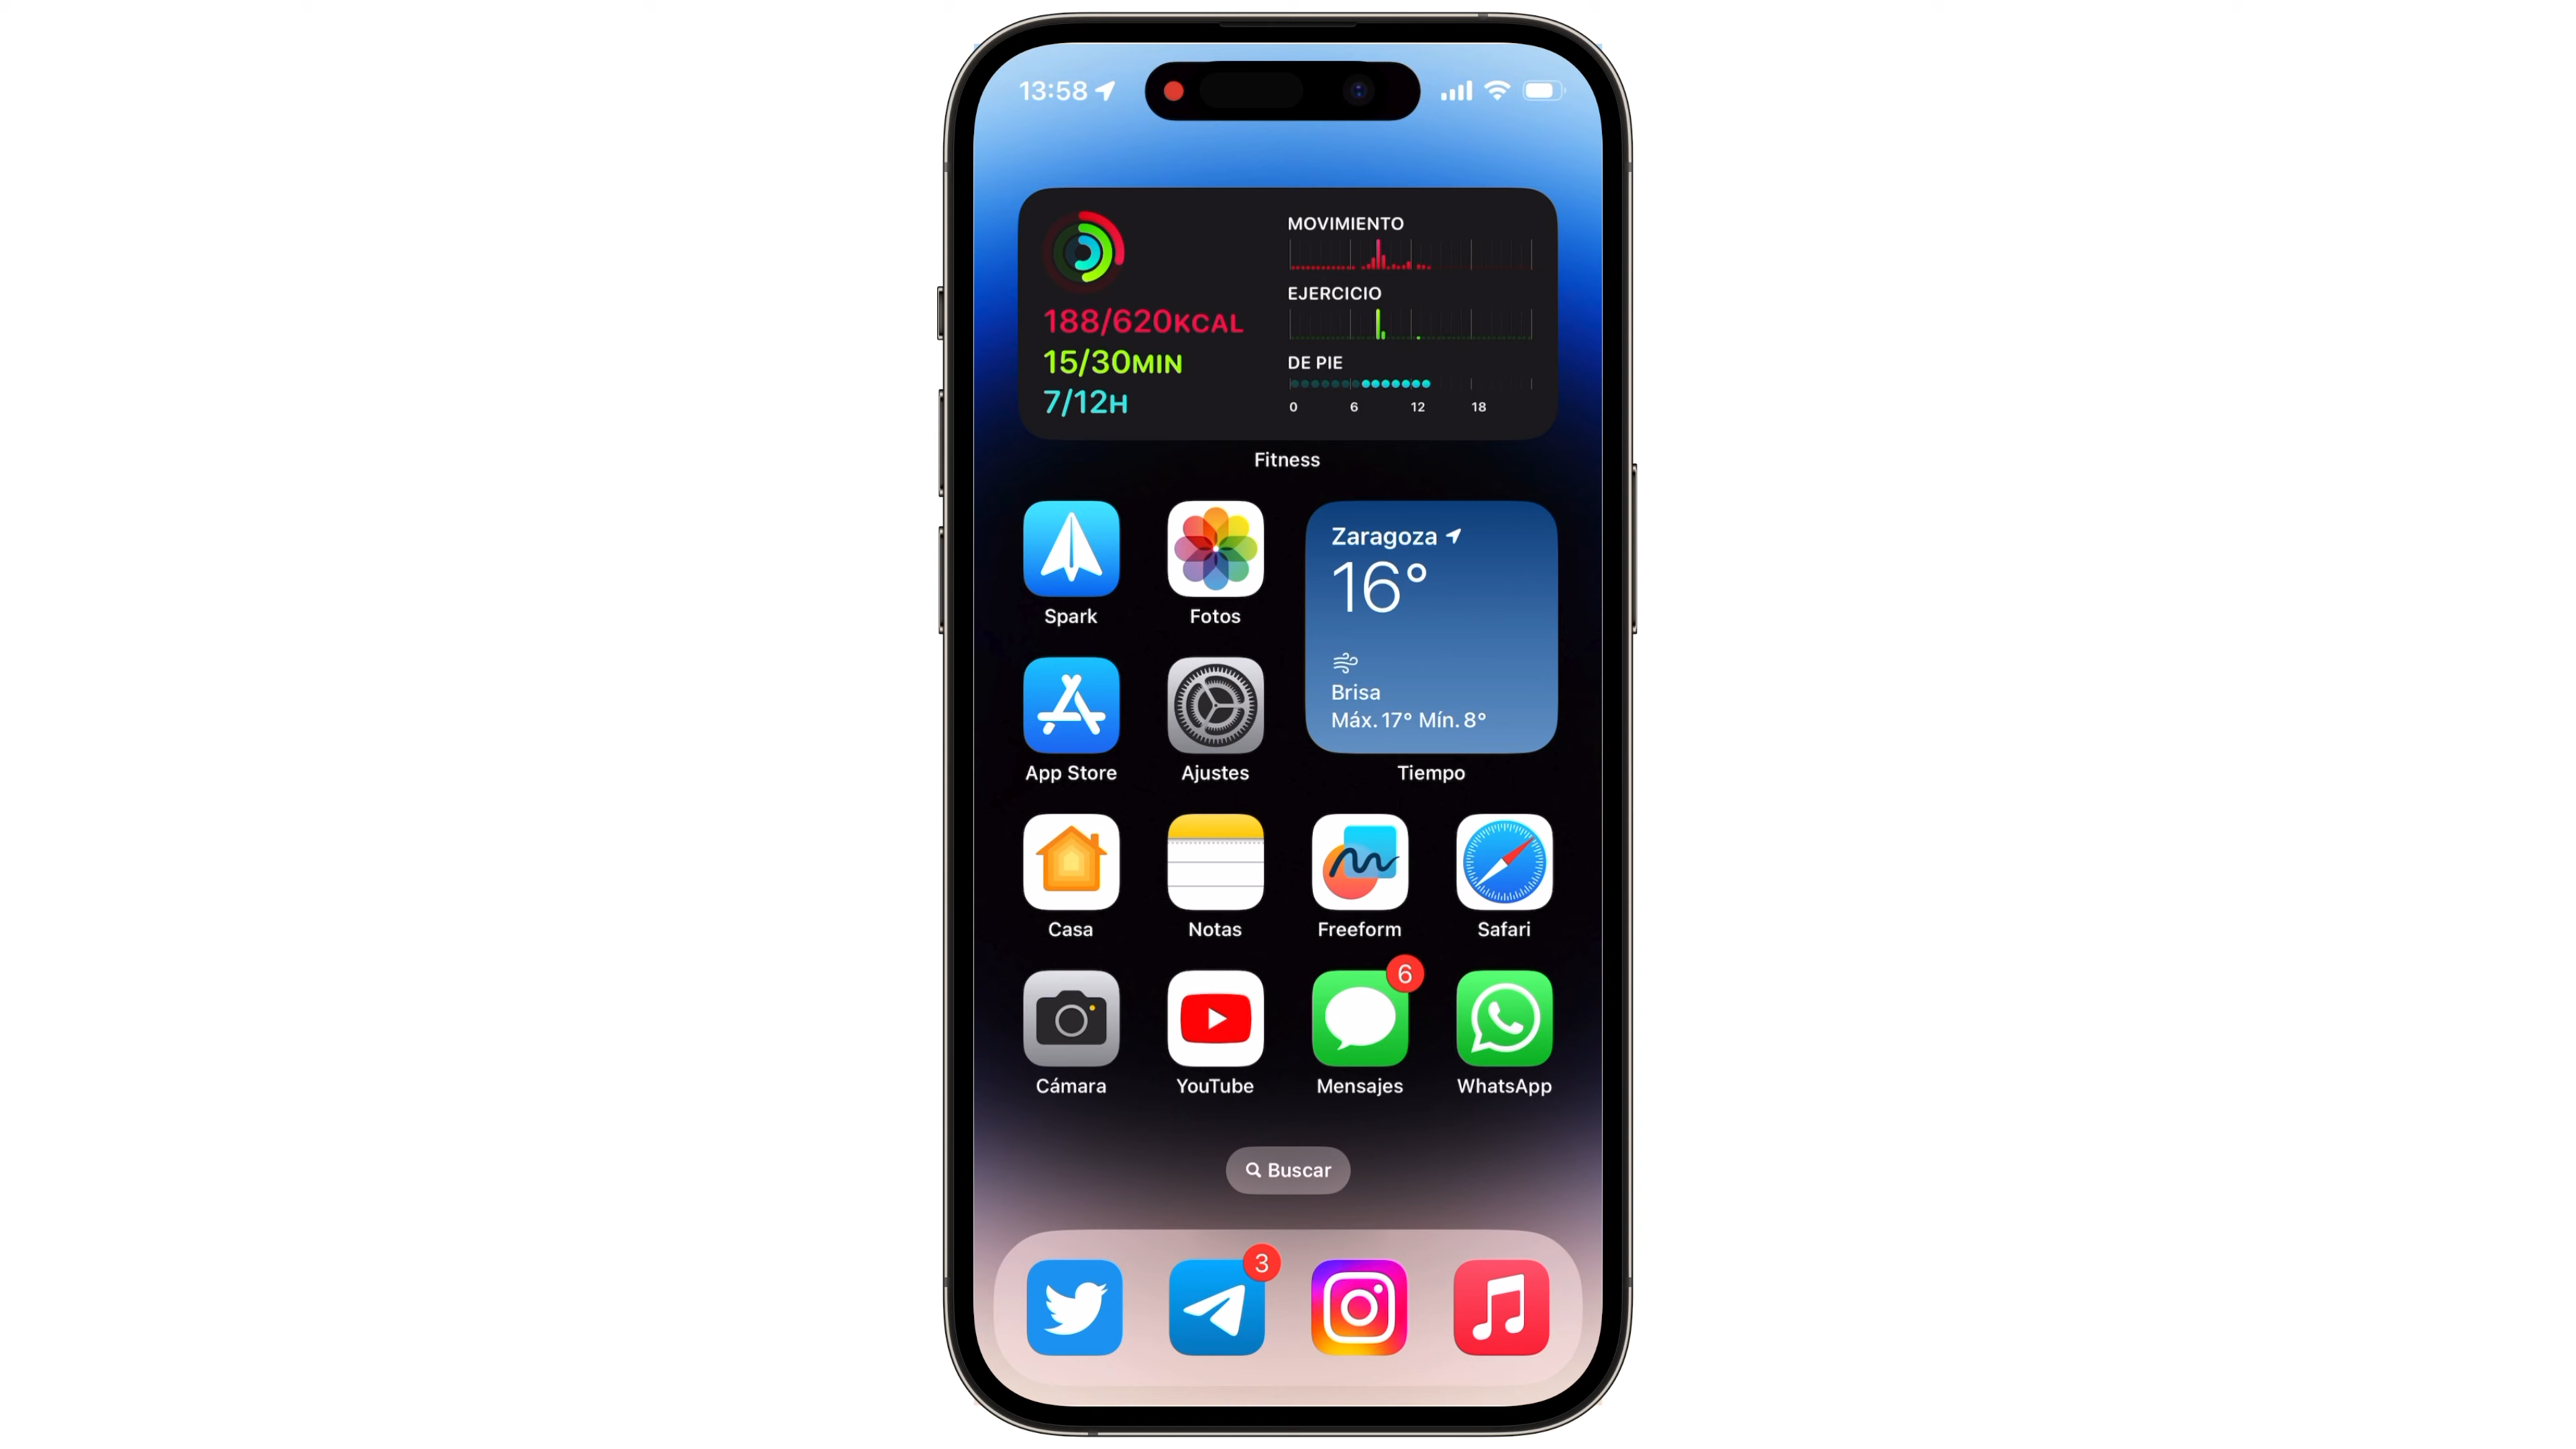 13:58
MOVIMIENTO
188/620KCAL
15/30MIN
7/12H
EJERCICIO
DE PIE
0 6 12 18
Fitness
Zaragoza
16°
Brisa
Máx. 17° Mín. 8°
Spark Fotos
App Store Ajustes Tiempo
Casa Notas Freeform Safari
6
Cámara YouTube Mensajes WhatsApp
Buscar
3